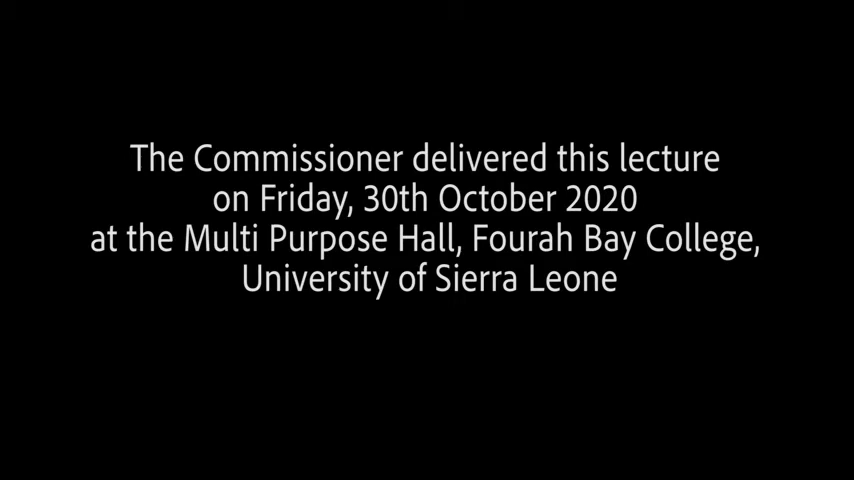 The Commissioner delivered this lecture
on Friday, 30th October 2020
at the Multi Purpose Hall, Fourah Bay College,
University of Sierra Leone